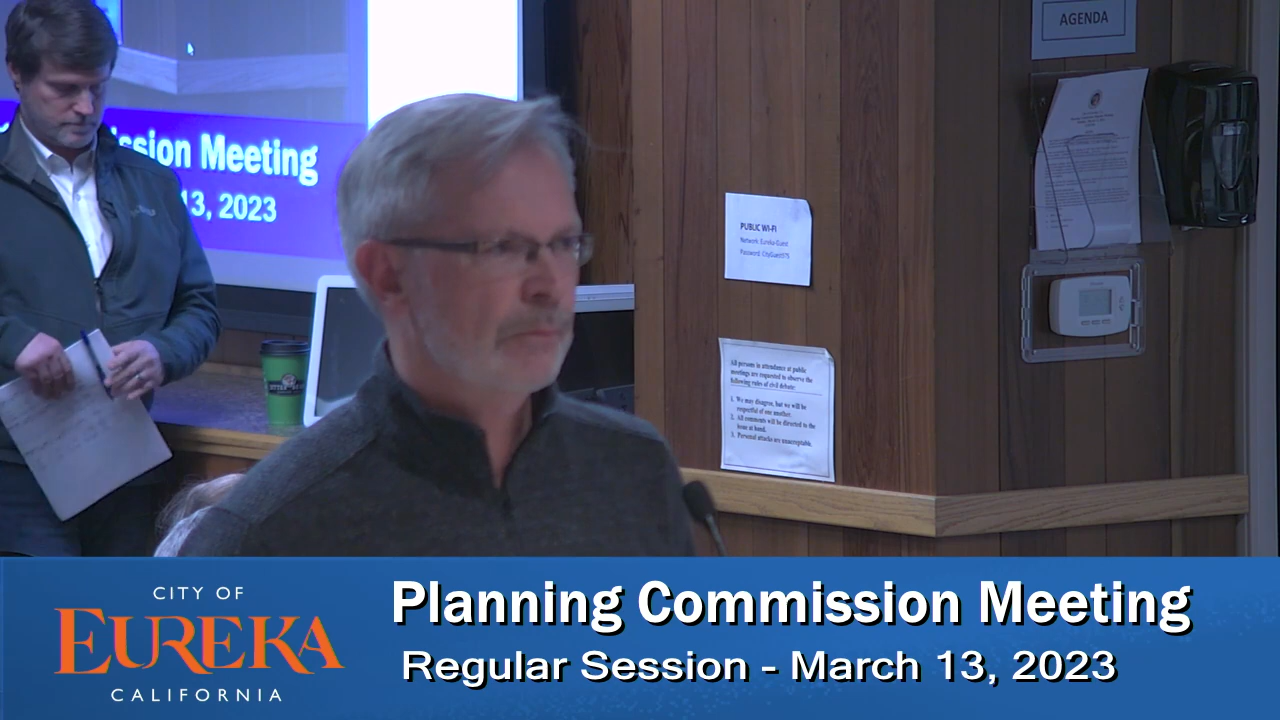 AGENDA
ssion Meeting
13, 2023
PUBLIC WI-FI
Network: Eureka-Guest
All persons in attendance at public
meetings are requested to observe the
following rules of civil debate:
1. We may disagree, but we will be
respectful of one another.
2. All comments will be directed to the
issue at hand.
3. Personal attacks are unacceptable.
CITY OF
EUREKA
CALIFORNIA
Planning Commission Meeting
Regular Session - March 13, 2023